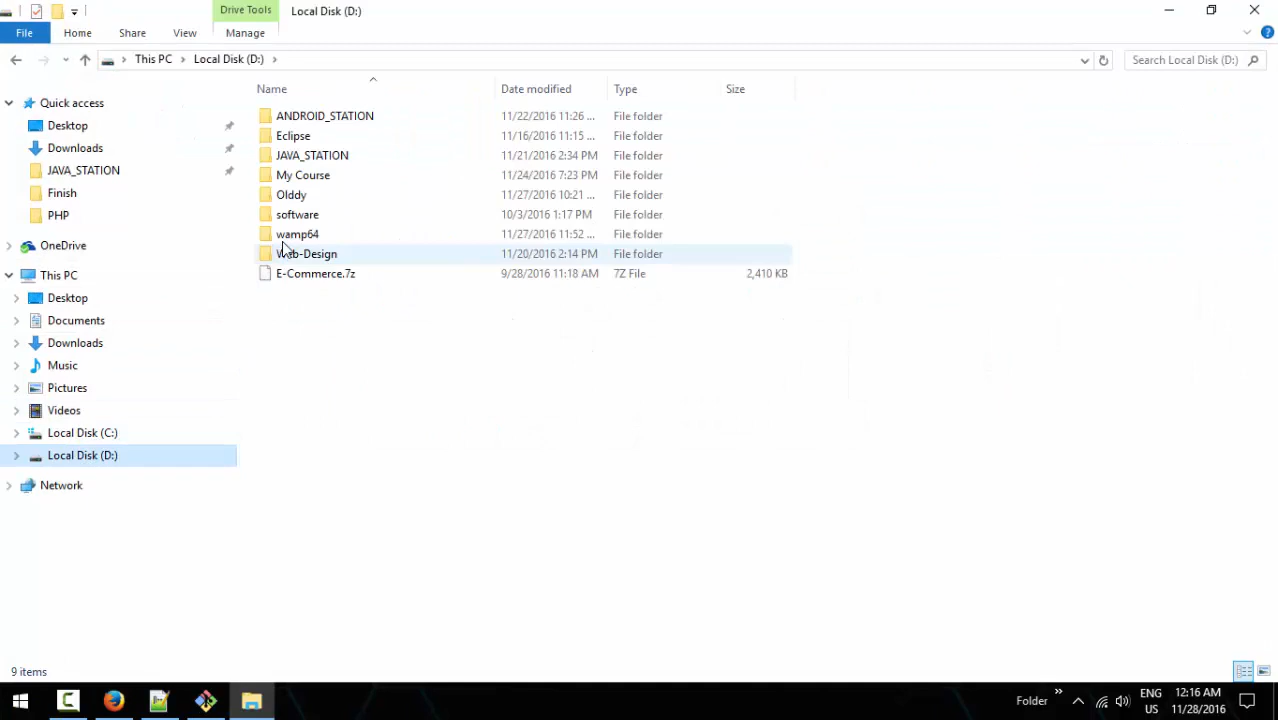 Drive Tools
Local Disk (D:)
File Home Share View Manage
This PC Local Disk (D:)
Search Local Disk (D:)
Name Date modified Type Size
Quick access
Desktop
Downloads
JAVA_STATION
Finish
PHP
OneDrive
This PC
Desktop
Documents
Downloads
Music
Pictures
Videos
Local Disk (C:)
Local Disk (D:)
Network
ANDROID_STATION 11/22/2016 11:26 ... File folder
Eclipse 11/16/2016 11:15 ... File folder
JAVA_STATION 11/21/2016 2:34 PM File folder
My Course 11/24/2016 7:23 PM File folder
Olddy 11/27/2016 10:21 ... File folder
software 10/3/2016 1:17 PM File folder
wamp64 11/27/2016 11:52 ... File folder
Web-Design 11/20/2016 2:14 PM File folder
E-Commerce.7z 9/28/2016 11:18 AM 7Z File 2,410 KB
9 items
Folder
ENG
US
12:16 AM
11/28/2016